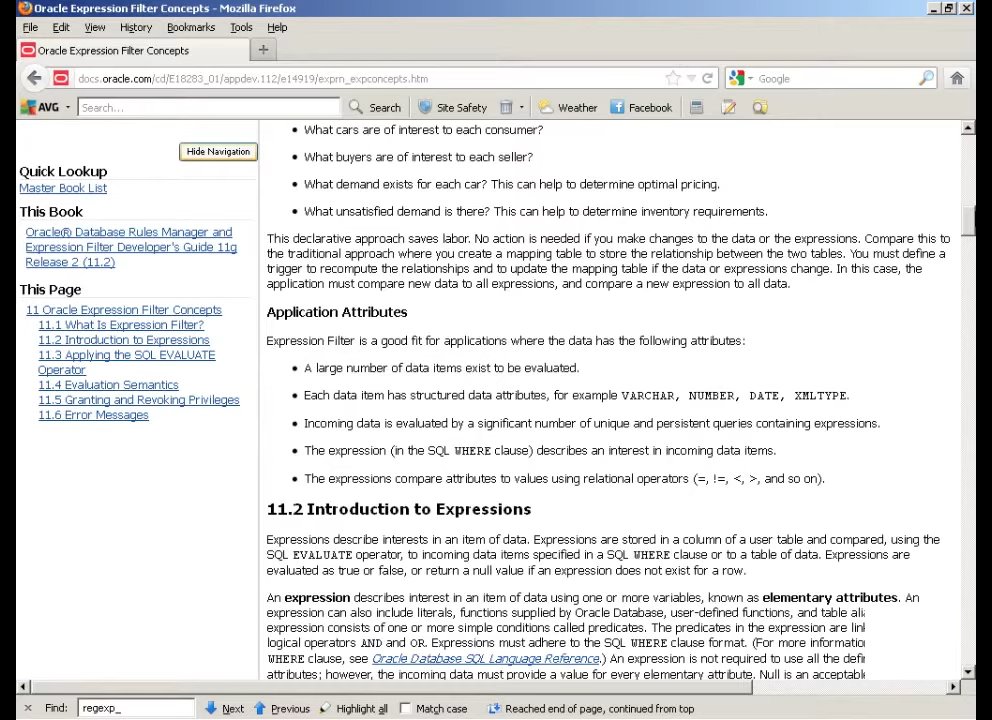 Oracle Expression Filter Concepts - Mozilla Firefox
File Edit View History Bookmarks Tools Help
Oracle Expression Filter Concepts
docs.oracle.com/cd/E18283_01/appdev.112/e14919/exprn_expconcepts.htm
Google
AVG
Search...
Search
Site Safety
Weather
Facebook
Hide Navigation
Quick Lookup
Master Book List
This Book
Oracle® Database Rules Manager and
Expression Filter Developer's Guide 11g
Release 2 (11.2)
This Page
11 Oracle Expression Filter Concepts
11.1 What Is Expression Filter?
11.2 Introduction to Expressions
11.3 Applying the SQL EVALUATE
Operator
11.4 Evaluation Semantics
11.5 Granting and Revoking Privileges
11.6 Error Messages
• What cars are of interest to each consumer?
• What buyers are of interest to each seller?
• What demand exists for each car? This can help to determine optimal pricing.
• What unsatisfied demand is there? This can help to determine inventory requirements.
This declarative approach saves labor. No action is needed if you make changes to the data or the expressions. Compare this to
the traditional approach where you create a mapping table to store the relationship between the two tables. You must define a
trigger to recompute the relationships and to update the mapping table if the data or expressions change. In this case, the
application must compare new data to all expressions, and compare a new expression to all data.
Application Attributes
Expression Filter is a good fit for applications where the data has the following attributes:
• A large number of data items exist to be evaluated.
• Each data item has structured data attributes, for example VARCHAR, NUMBER, DATE, XMLTYPE.
• Incoming data is evaluated by a significant number of unique and persistent queries containing expressions.
• The expression (in the SQL WHERE clause) describes an interest in incoming data items.
• The expressions compare attributes to values using relational operators (=, !=, <, >, and so on).
11.2 Introduction to Expressions
Expressions describe interests in an item of data. Expressions are stored in a column of a user table and compared, using the
SQL EVALUATE operator, to incoming data items specified in a SQL WHERE clause or to a table of data. Expressions are
evaluated as true or false, or return a null value if an expression does not exist for a row.
An expression describes interest in an item of data using one or more variables, known as elementary attributes. An
expression can also include literals, functions supplied by Oracle Database, user-defined functions, and table
expression consists of one or more simple conditions called predicates. The predicates in the expression are
logical operators AND and OR. Expressions must adhere to the SQL WHERE clause format. (For more
WHERE clause, see Oracle Database SQL Language Reference.) An expression is not required to use all the
attributes; however, the incoming data must provide a value for every elementary attribute. Null is an
Find: regexp_ Next Previous Highlight all Match case Reached end of page, continued from top